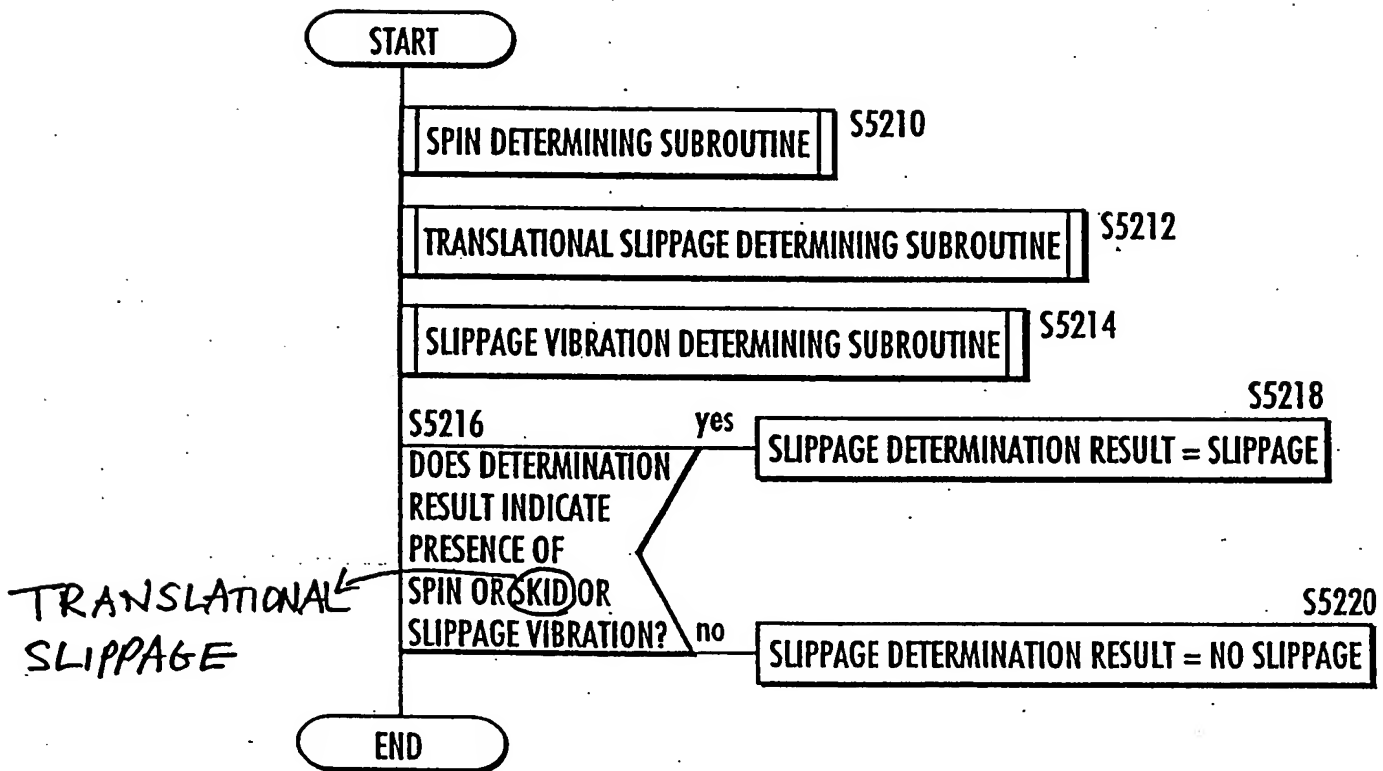 START
SPIN DETERMINING SUBROUTINE
S5210
TRANSLATIONAL SLIPPAGE DETERMINING SUBROUTINE
S5212
SLIPPAGE VIBRATION DETERMINING SUBROUTINE
S5214
S5216
DOES DETERMINATION
RESULT INDICATE
PRESENCE OF
SPIN OR SKID OR
SLIPPAGE VIBRATION?
yes
S5218
SLIPPAGE DETERMINATION RESULT = SLIPPAGE
TRANSLATIONAL
SLIPPAGE
no
S5220
SLIPPAGE DETERMINATION RESULT = NO SLIPPAGE
END